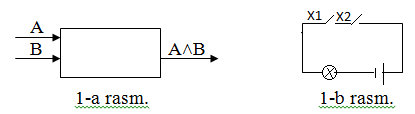 A
B
A∧B
1-a rasm.
X1 X2
1-b rasm.